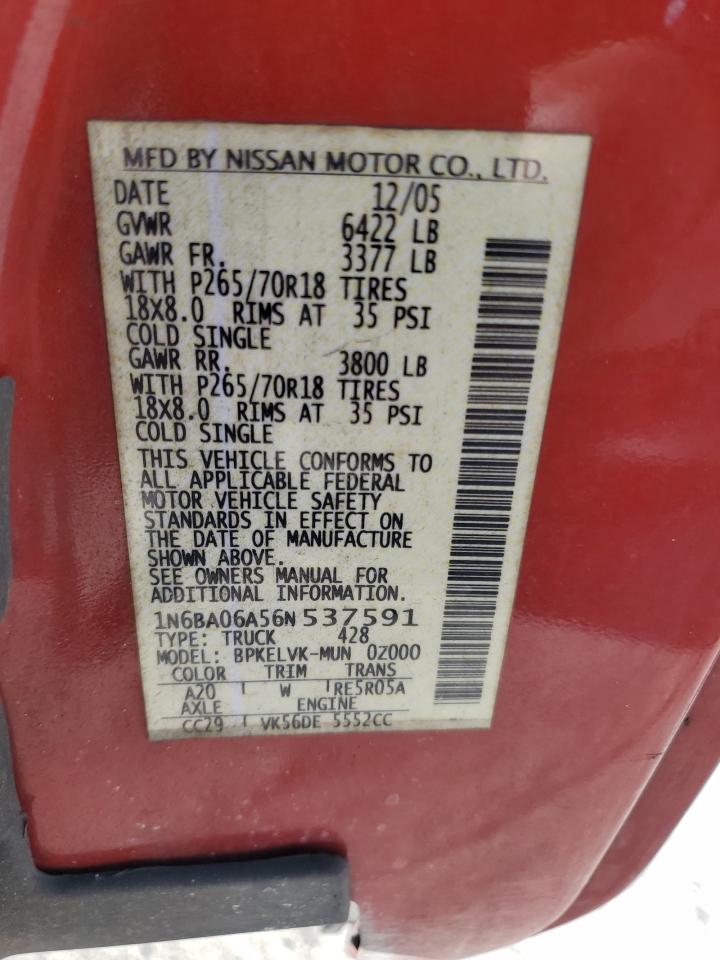 MFD BY NISSAN MOTOR CO., LTD.
DATE 12/05
GVWR 6422 LB
GAWR FR. 3377 LB
WITH P265/70R18 TIRES
18X8.0 RIMS AT 35 PSI
COLD SINGLE
GAWR RR. 3800 LB
WITH P265/70R18 TIRES
18X8.0 RIMS AT 35 PSI
COLD SINGLE
THIS VEHICLE CONFORMS TO
ALL APPLICABLE FEDERAL
MOTOR VEHICLE SAFETY
STANDARDS IN EFFECT ON
THE DATE OF MANUFACTURE
SHOWN ABOVE.
SEE OWNERS MANUAL FOR
ADDITIONAL INFORMATION.
1N6BA06A56N537591
TYPE: TRUCK 428
MODEL: BPKELVK-MUN 0Z000
COLOR TRIM TRANS
A20 W RE5R05A
AXLE ENGINE
CC29 VK56DE 5552CC